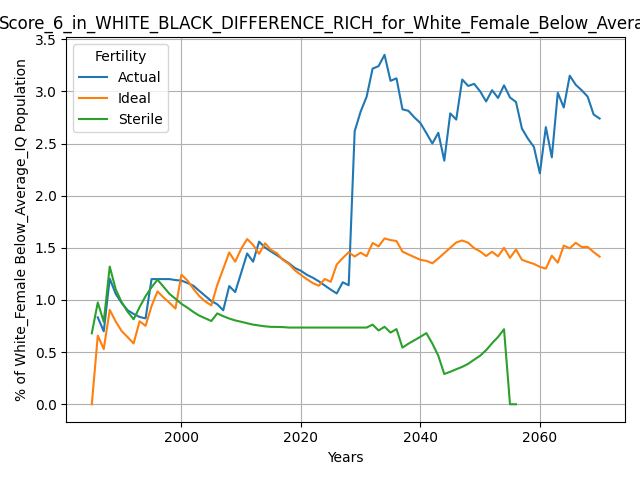 Score_6_in_WHITE_BLACK_DIFFERENCE_RICH_for_White_Female_Below_Avera
Fertility
Actual
Ideal
Sterile
% of White_Female Below_Average_IQ Population
3.5
3.0
2.5
2.0
1.5
1.0
0.5
0.0
2000 2020 2040 2060
Years